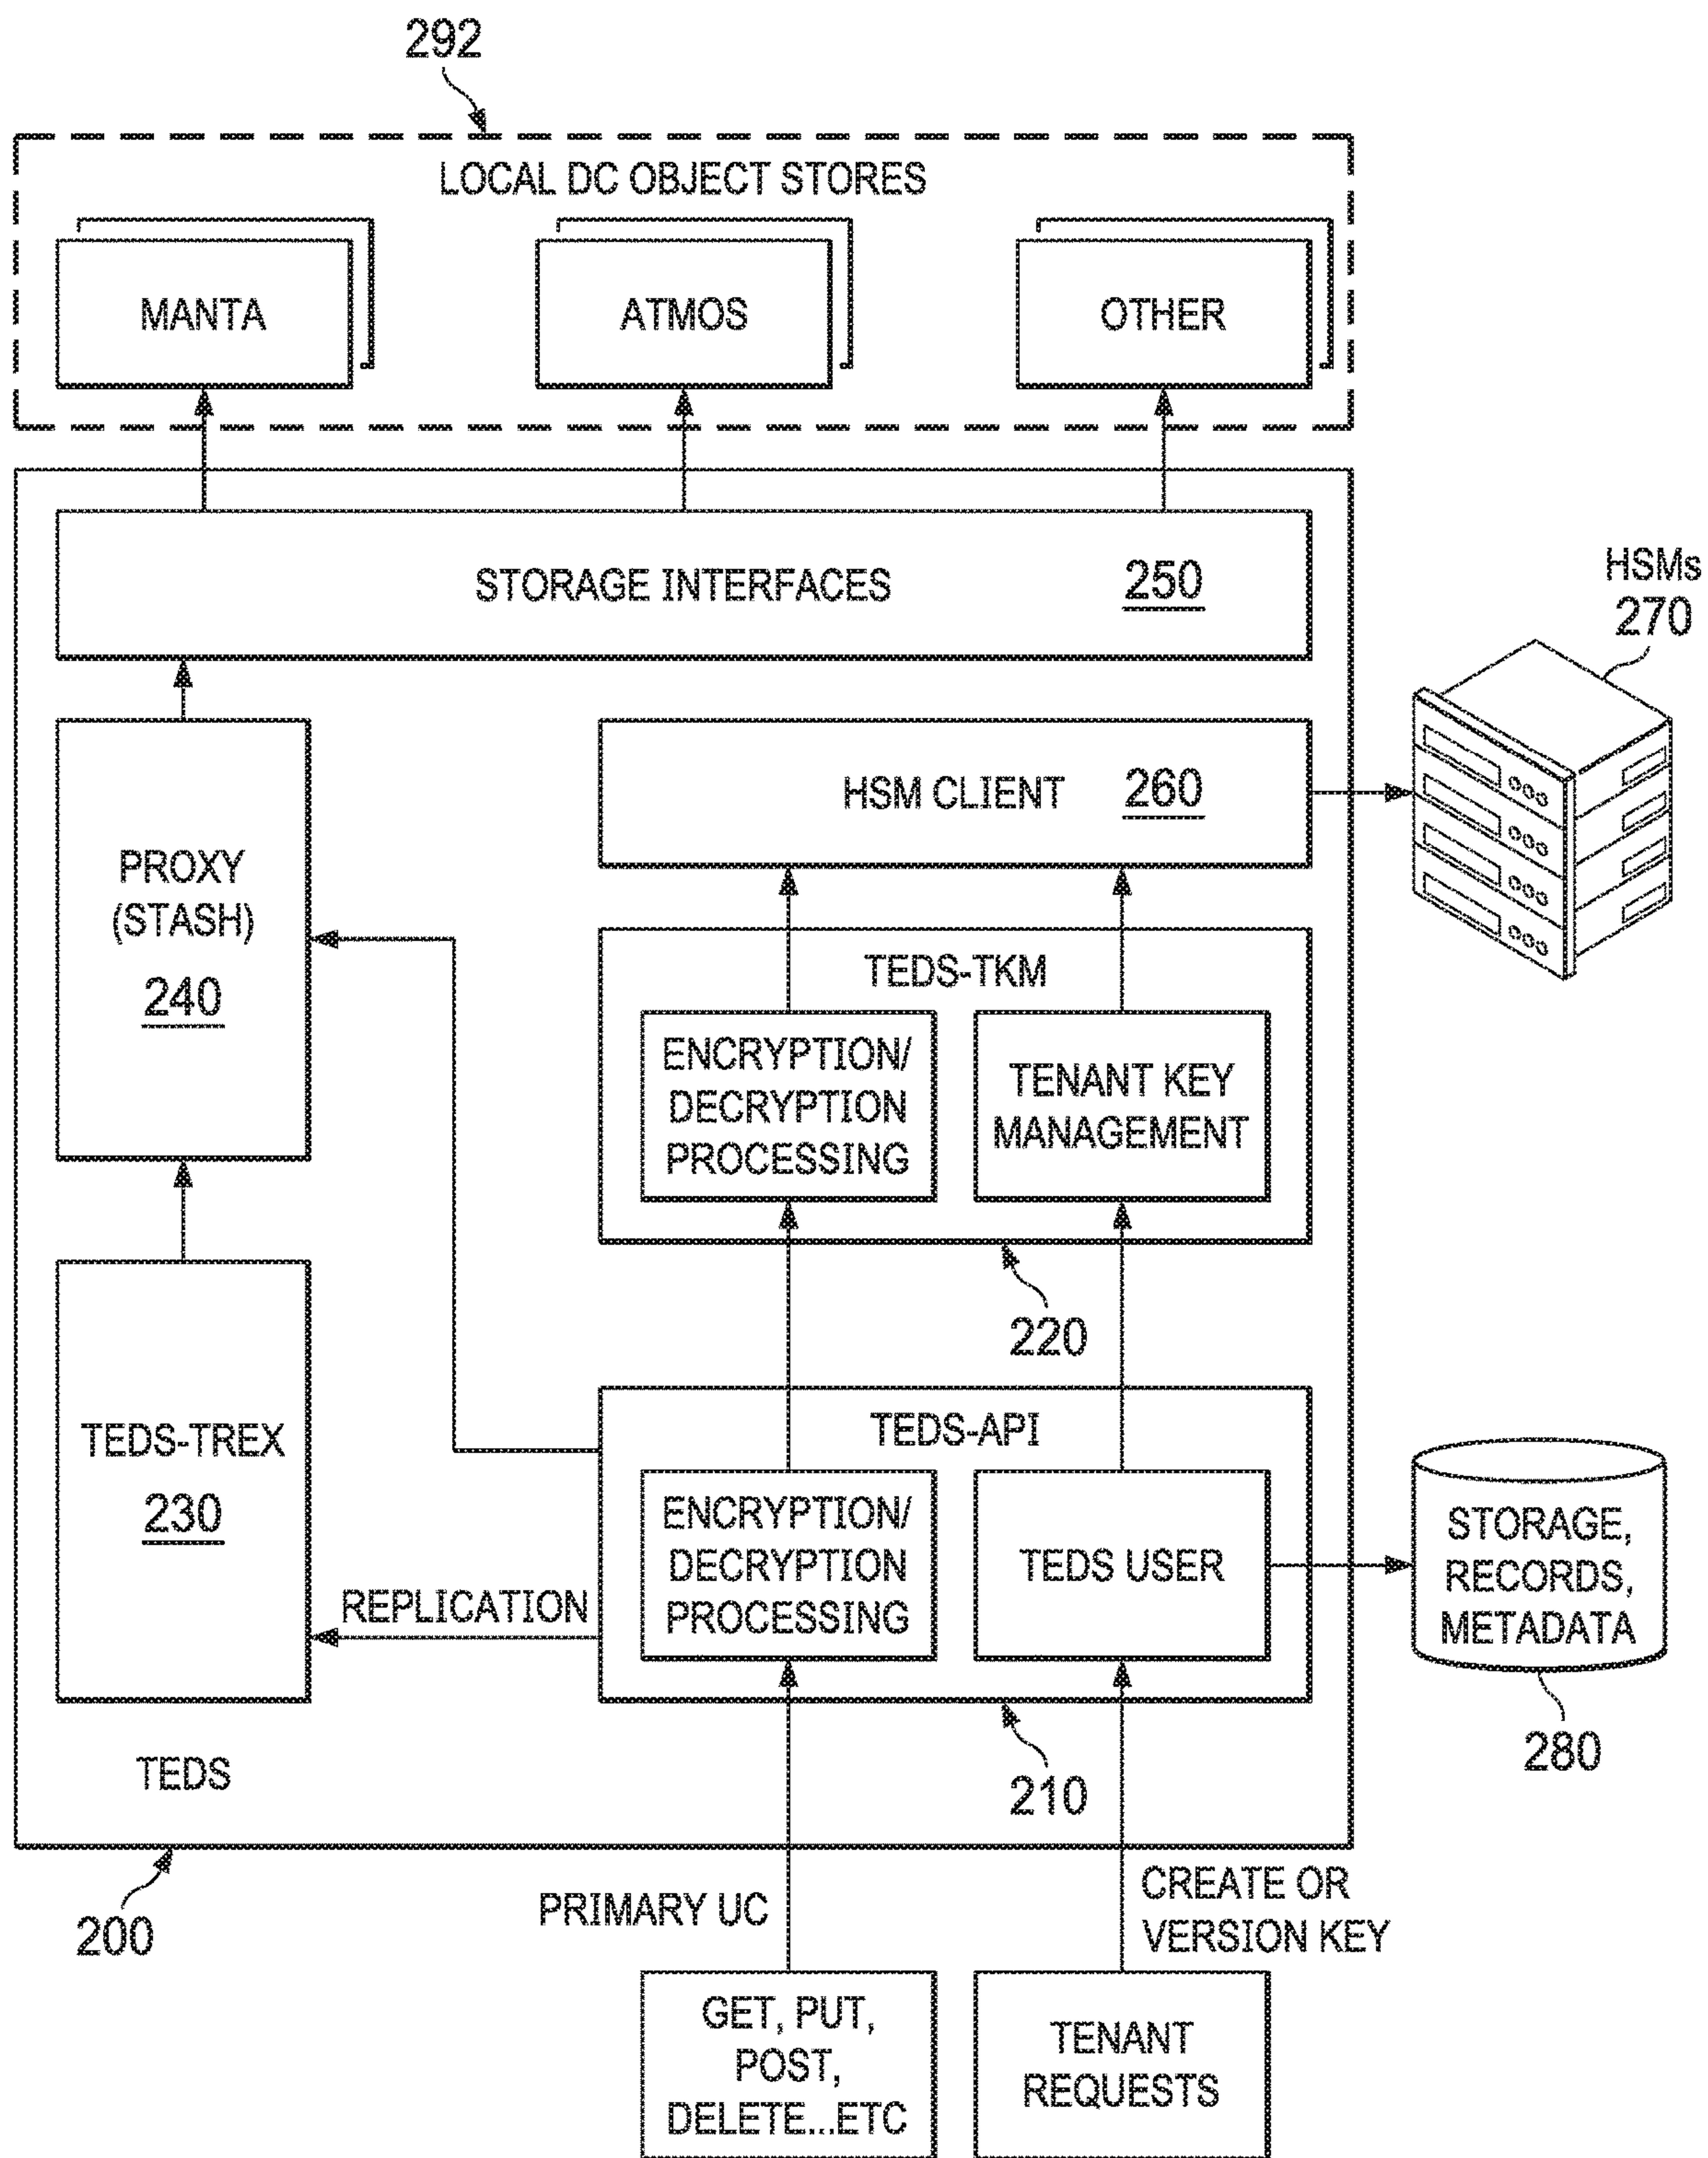 292
LOCAL DC OBJECT STORES
MANTA
ATMOS
OTHER
STORAGE INTERFACES
250
HSMs
270
HSM CLIENT
260
PROXY
(STASH)
240
TEDS-TKM
ENCRYPTION/
DECRYPTION
PROCESSING
TENANT KEY
MANAGEMENT
220
TEDS-TREX
230
REPLICATION
TEDS-API
ENCRYPTION/
DECRYPTION
PROCESSING
TEDS USER
STORAGE,
RECORDS,
METADATA
280
210
TEDS
200
PRIMARY UC
CREATE OR
VERSION KEY
GET, PUT,
POST,
DELETE...ETC
TENANT
REQUESTS